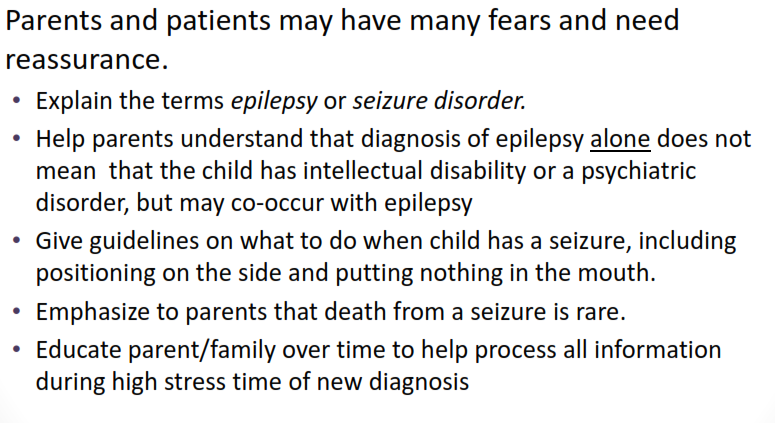 Parents and patients may have many fears and need
reassurance.
• Explain the terms epilepsy or seizure disorder.
• Help parents understand that diagnosis of epilepsy alone does not
mean  that the child has intellectual disability or a psychiatric
disorder, but may co-occur with epilepsy
• Give guidelines on what to do when child has a seizure, including
positioning on the side and putting nothing in the mouth.
• Emphasize to parents that death from a seizure is rare.
• Educate parent/family over time to help process all information
during high stress time of new diagnosis